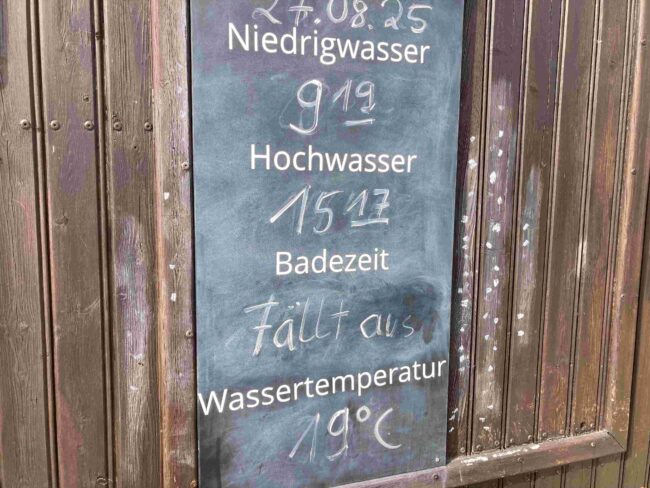 27.08.25
Niedrigwasser
9 19
Hochwasser
15 17
Badezeit
Fällt aus
Wassertemperatur
19°C